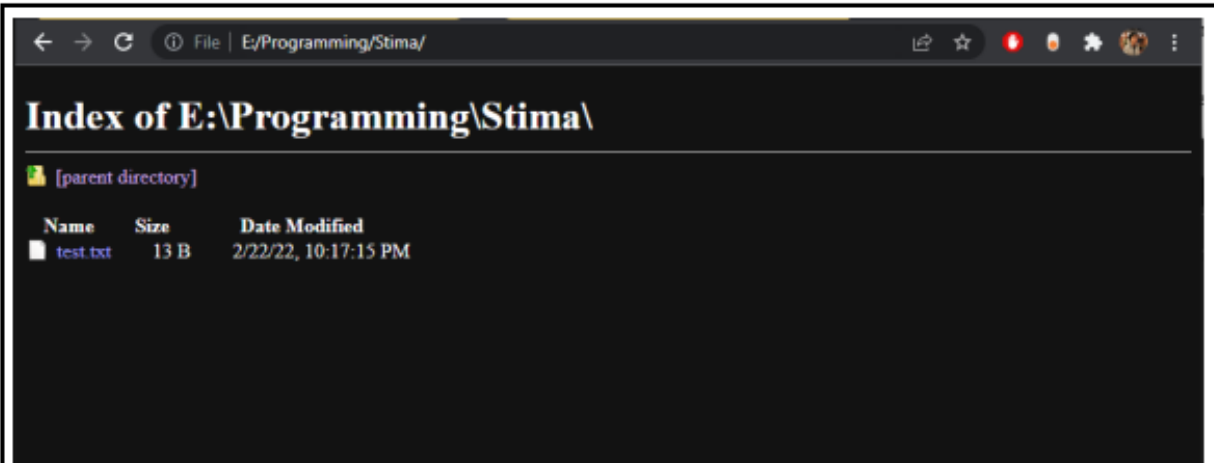 File | E:/Programming/Stima/
Index of E:\Programming\Stima\
[parent directory]
Name Size Date Modified
test.txt 13 B 2/22/22, 10:17:15 PM